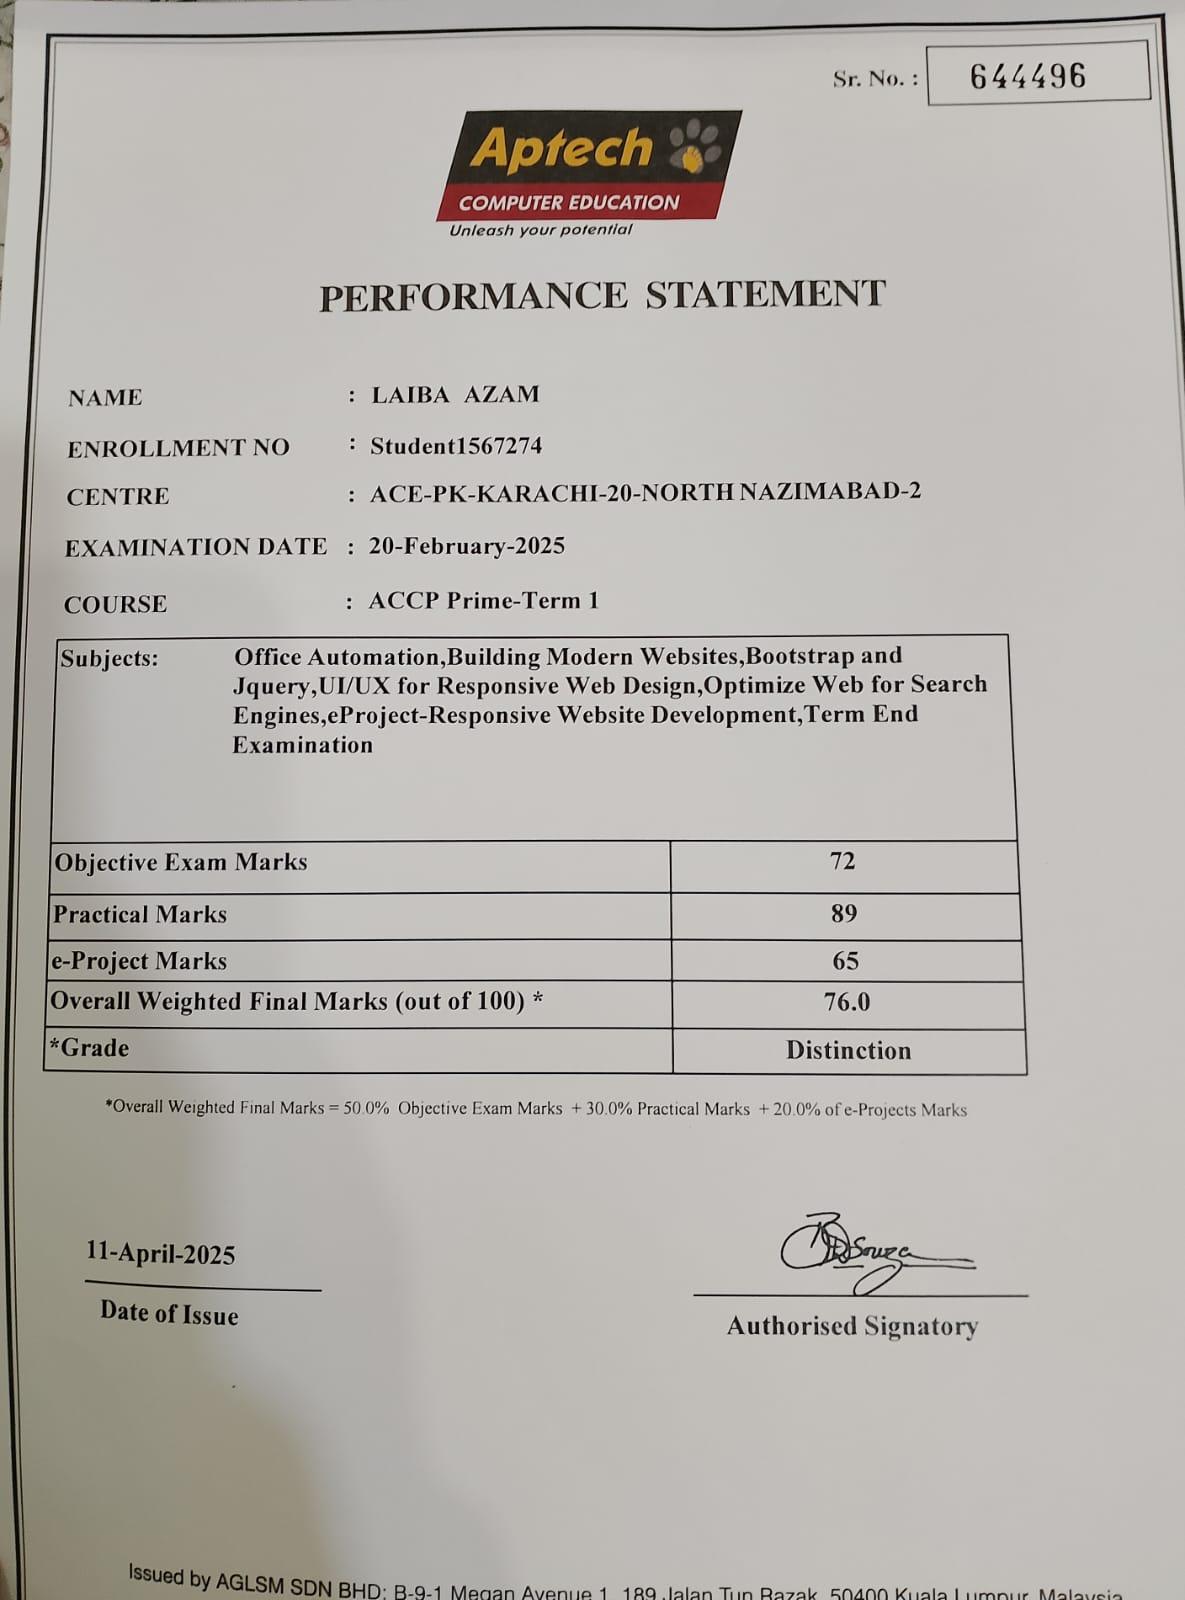 Sr. No. : 644496
Aptech
COMPUTER EDUCATION
Unleash your potential
PERFORMANCE STATEMENT
NAME : LAIBA AZAM
ENROLLMENT NO : Student1567274
CENTRE : ACE-PK-KARACHI-20-NORTH NAZIMABAD-2
EXAMINATION DATE : 20-February-2025
COURSE : ACCP Prime-Term 1
Subjects: Office Automation,Building Modern Websites,Bootstrap and
Jquery,UI/UX for Responsive Web Design,Optimize Web for Search
Engines,eProject-Responsive Website Development,Term End
Examination
Objective Exam Marks 72
Practical Marks 89
e-Project Marks 65
Overall Weighted Final Marks (out of 100) * 76.0
*Grade Distinction
*Overall Weighted Final Marks = 50.0% Objective Exam Marks + 30.0% Practical Marks + 20.0% of e-Projects Marks
11-April-2025
Date of Issue
Authorised Signatory
Issued by AGLSM SDN BHD: B-9-1 Megan Avenue 1, 189 Jalan Tun Razak, 50400 Kuala Lumpur, Malaysia